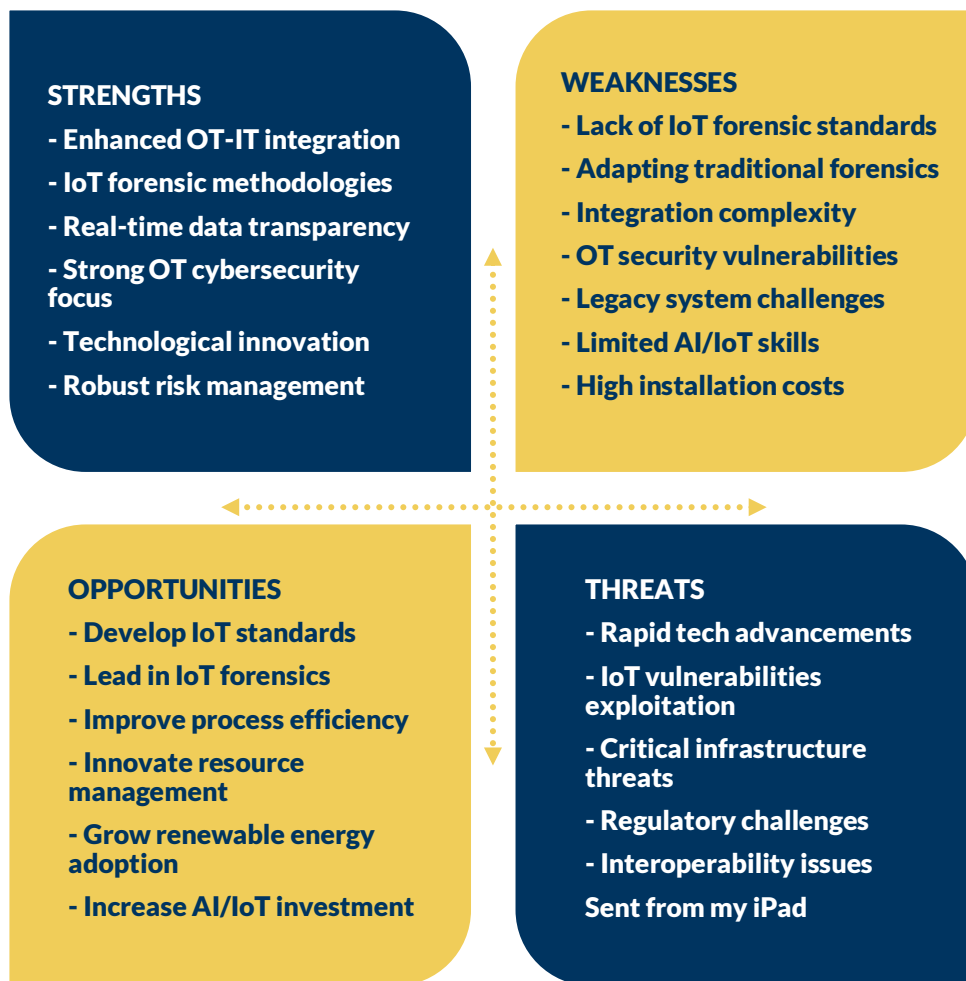 STRENGTHS
- Enhanced OT-IT integration
- IoT forensic methodologies
- Real-time data transparency
- Strong OT cybersecurity
focus
- Technological innovation
- Robust risk management
WEAKNESSES
- Lack of IoT forensic standards
- Adapting traditional forensics
- Integration complexity
- OT security vulnerabilities
- Legacy system challenges
- Limited AI/IoT skills
- High installation costs
OPPORTUNITIES
- Develop IoT standards
- Lead in IoT forensics
- Improve process efficiency
- Innovate resource
management
- Grow renewable energy
adoption
- Increase AI/IoT investment
THREATS
- Rapid tech advancements
- IoT vulnerabilities
exploitation
- Critical infrastructure
threats
- Regulatory challenges
- Interoperability issues
Sent from my iPad